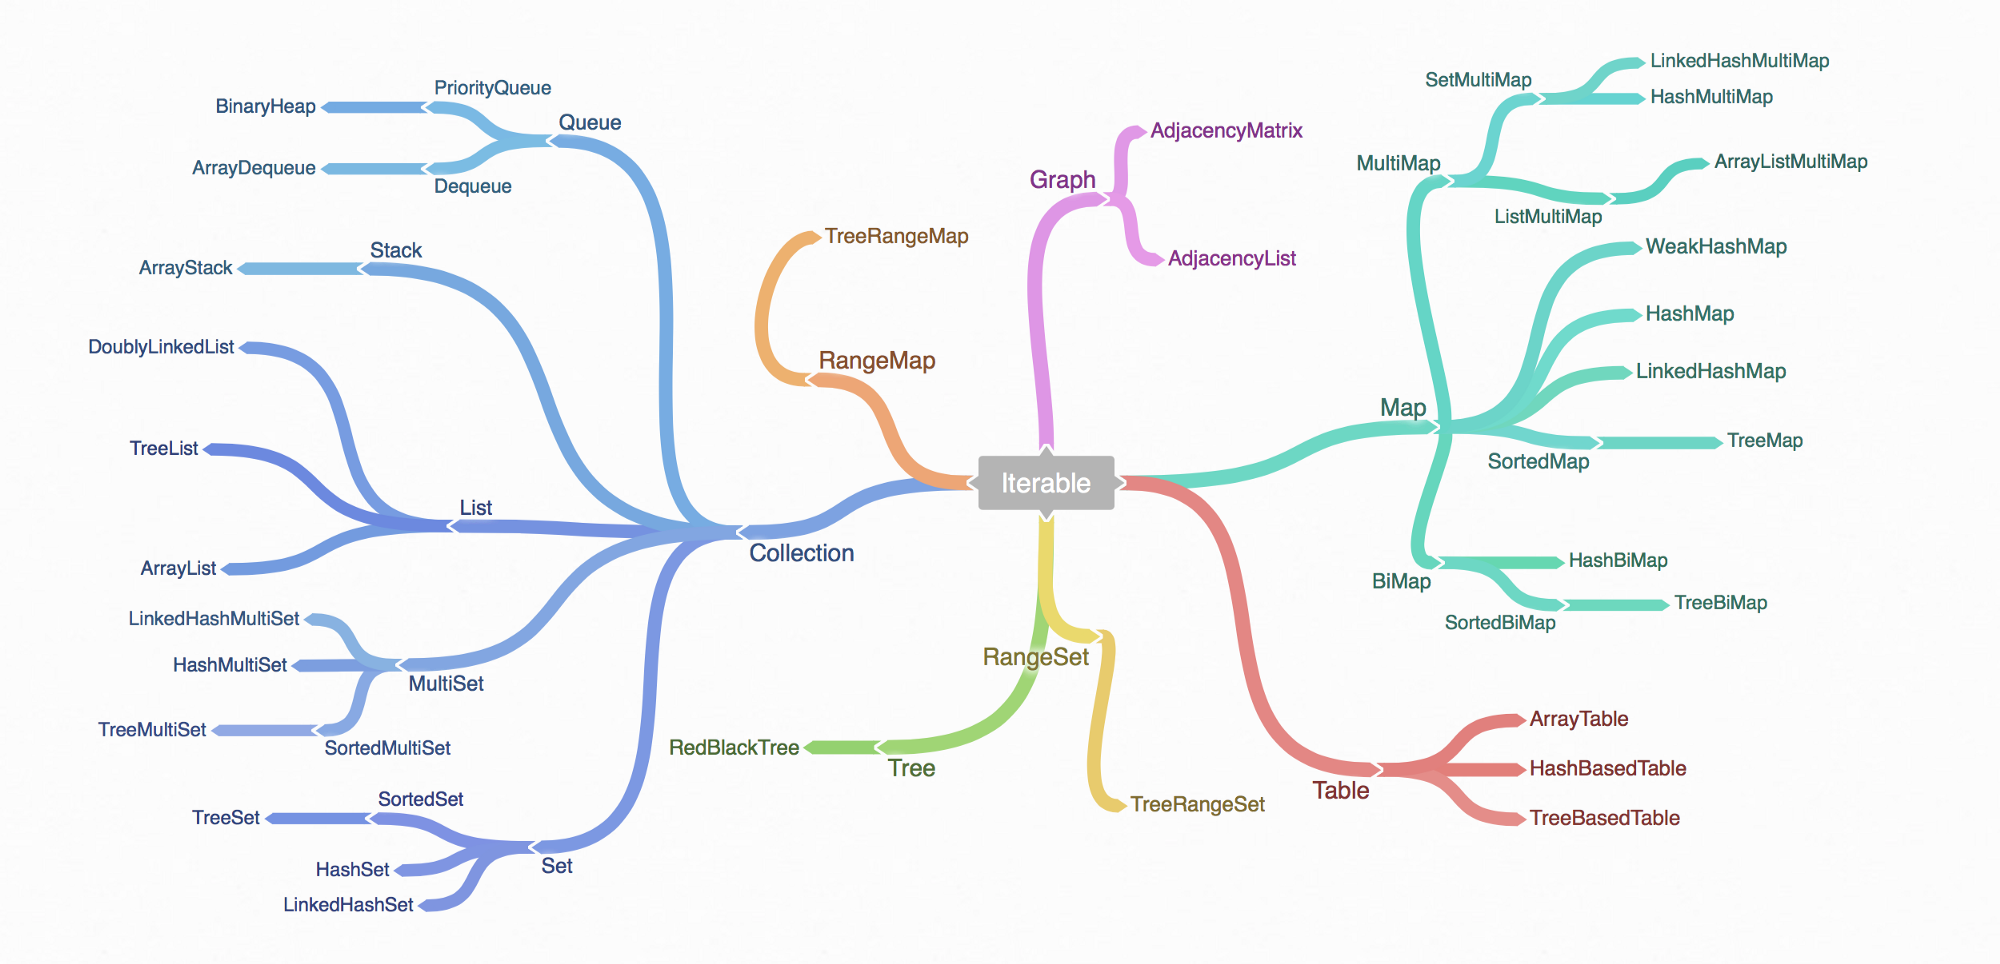 Iterable
Collection
Queue
PriorityQueue
BinaryHeap
Dequeue
ArrayDequeue
Stack
ArrayStack
List
DoublyLinkedList
TreeList
ArrayList
MultiSet
LinkedHashMultiSet
HashMultiSet
SortedMultiSet
TreeMultiSet
Set
SortedSet
TreeSet
HashSet
LinkedHashSet
RangeMap
TreeRangeMap
Graph
AdjacencyMatrix
AdjacencyList
Map
MultiMap
SetMultiMap
LinkedHashMultiMap
HashMultiMap
ListMultiMap
ArrayListMultiMap
WeakHashMap
HashMap
LinkedHashMap
SortedMap
TreeMap
BiMap
HashBiMap
SortedBiMap
TreeBiMap
RangeSet
TreeRangeSet
Tree
RedBlackTree
Table
ArrayTable
HashBasedTable
TreeBasedTable